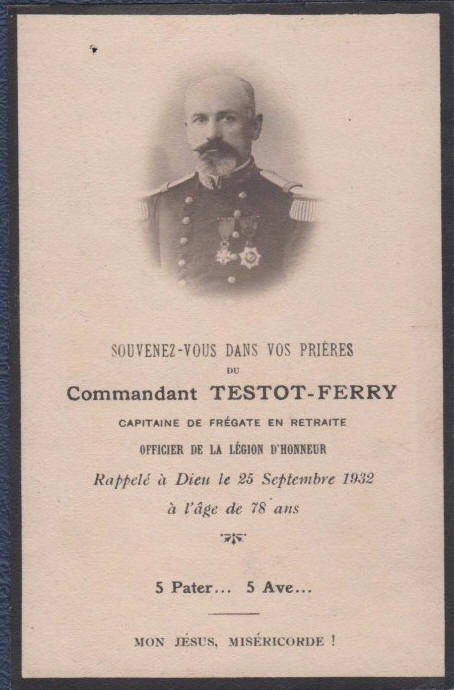 SOUVENEZ-VOUS DANS VOS PRIÈRES
DU
Commandant TESTOT-FERRY
CAPITAINE DE FRÉGATE EN RETRAITE
OFFICIER DE LA LÉGION D'HONNEUR
Rappelé à Dieu le 25 Septembre 1932
à l'âge de 78 ans
5 Pater... 5 Ave...
MON JÉSUS, MISÉRICORDE !